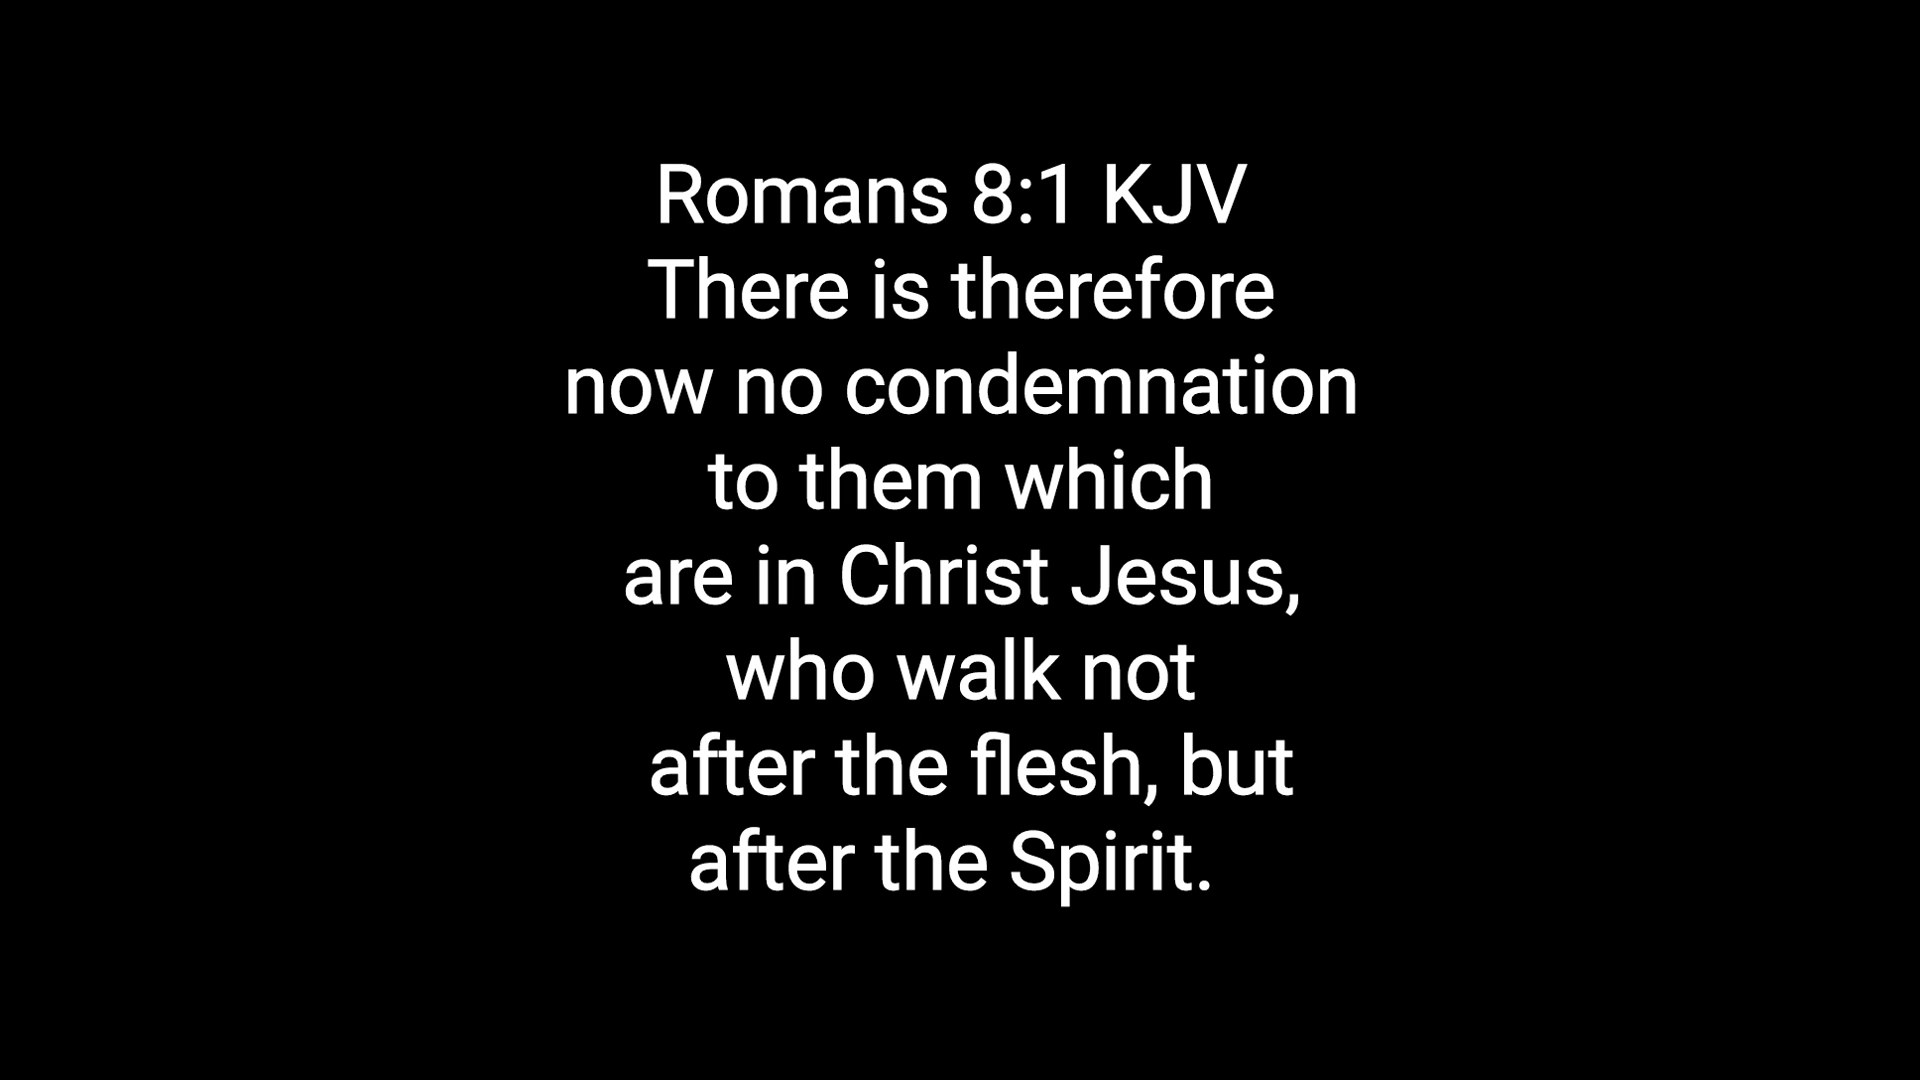 Romans 8:1 KJV
There is therefore
now no condemnation
to them which
are in Christ Jesus,
who walk not
after the flesh, but
after the Spirit.